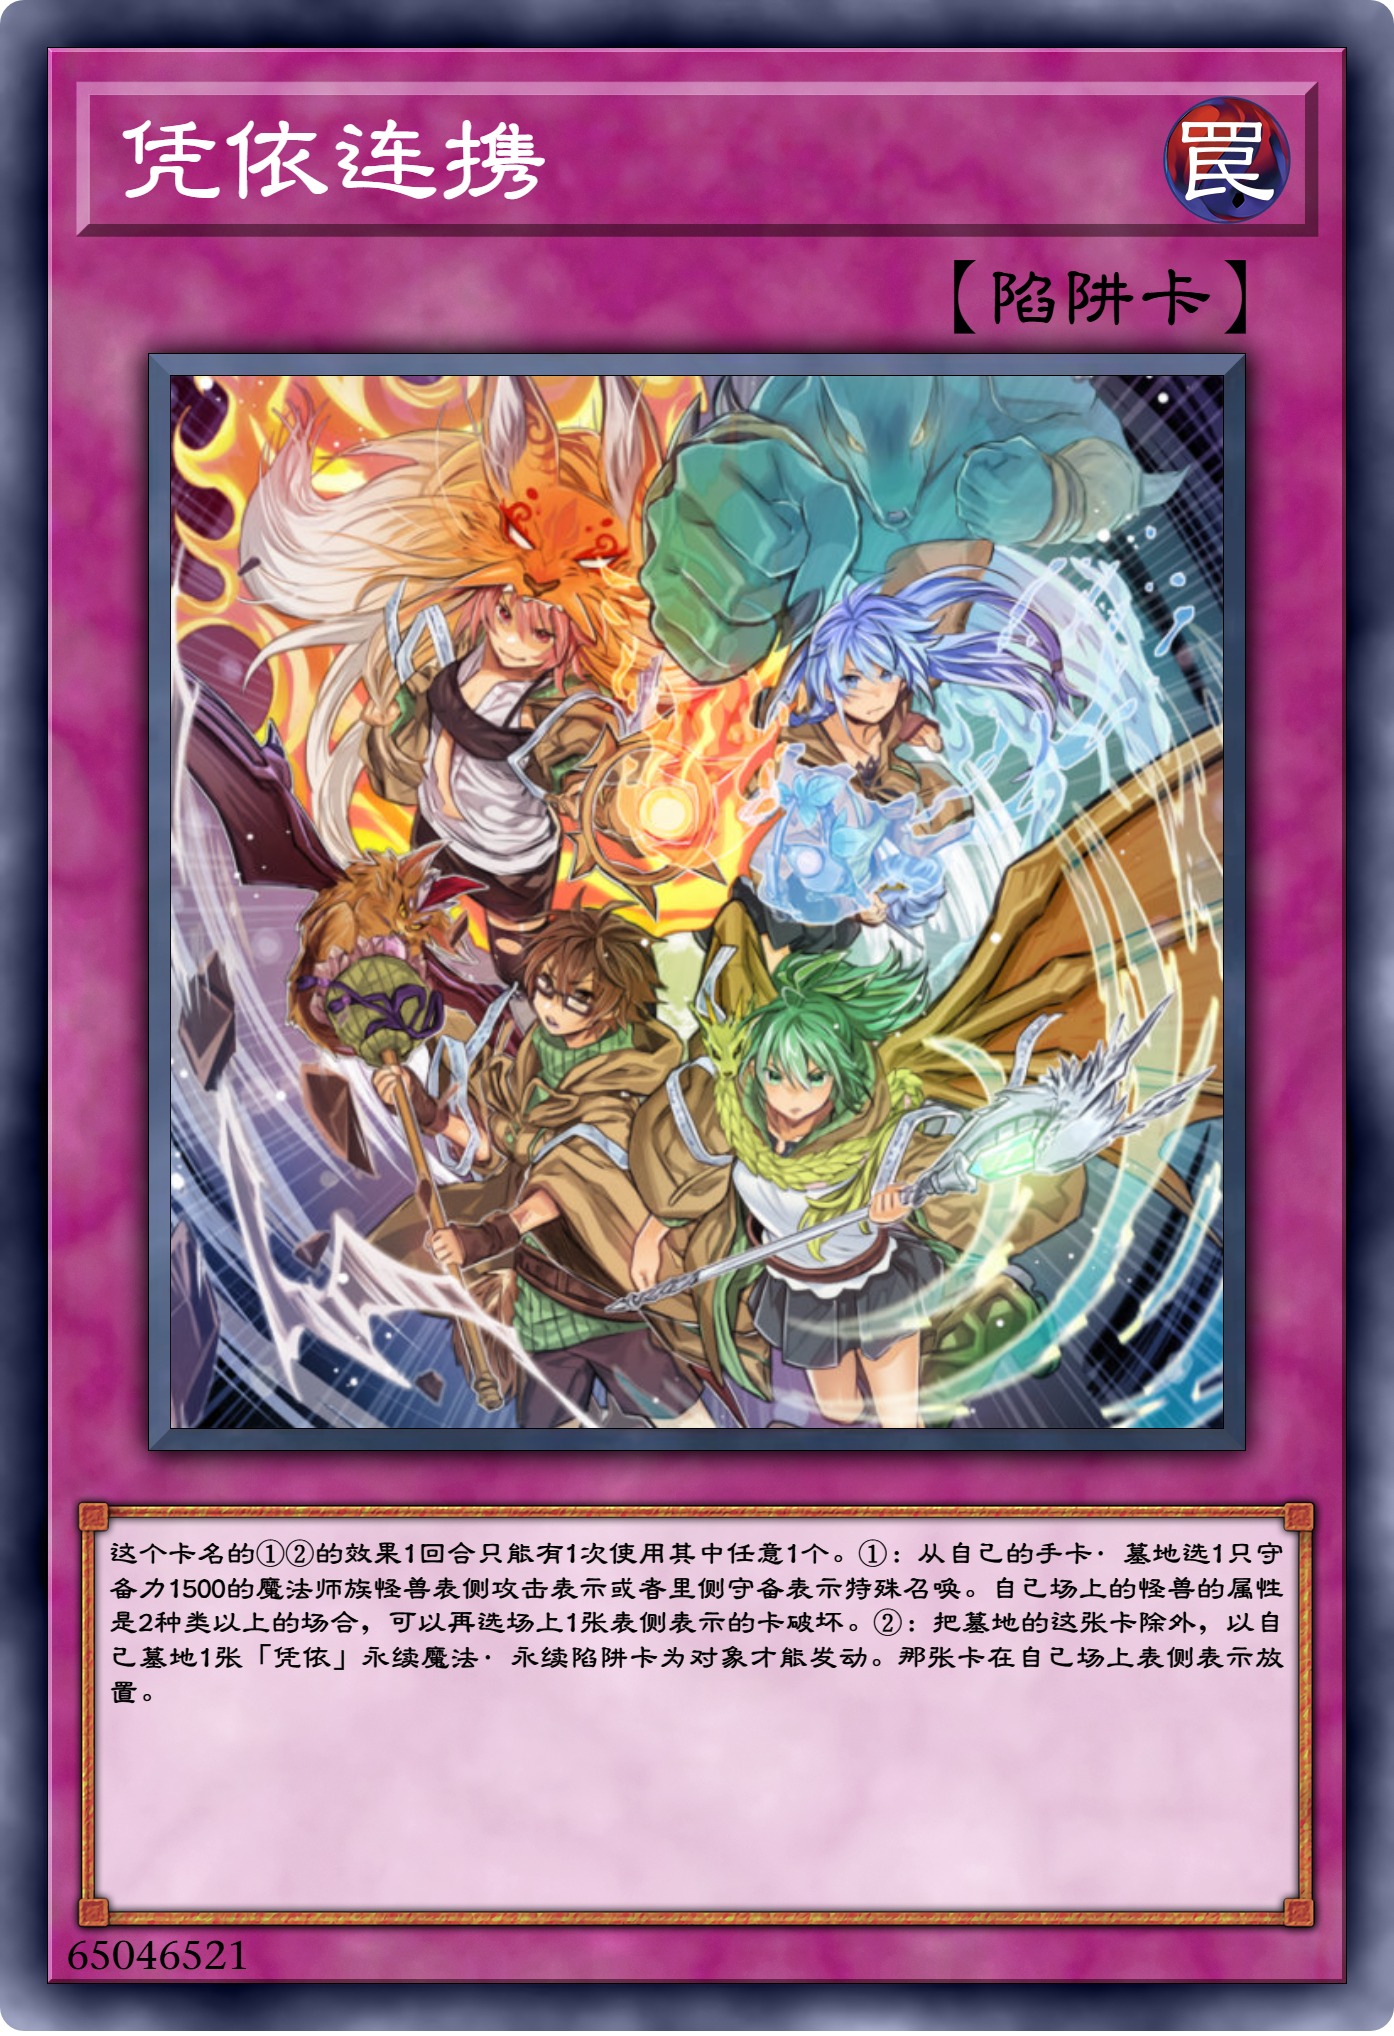 凭依连携
罠
【陷阱卡】
这个卡名的①②的效果1回合只能有1次使用其中任意1个。①：从自己的手卡·墓地选1只守
备力1500的魔法师族怪兽表侧攻击表示或者里侧守备表示特殊召唤。自己场上的怪兽的属性
是2种类以上的场合，可以再选场上1张表侧表示的卡破坏。②：把墓地的这张卡除外，以自
己墓地1张「凭依」永续魔法·永续陷阱卡为对象才能发动。那张卡在自己场上表侧表示放
置。
65046521